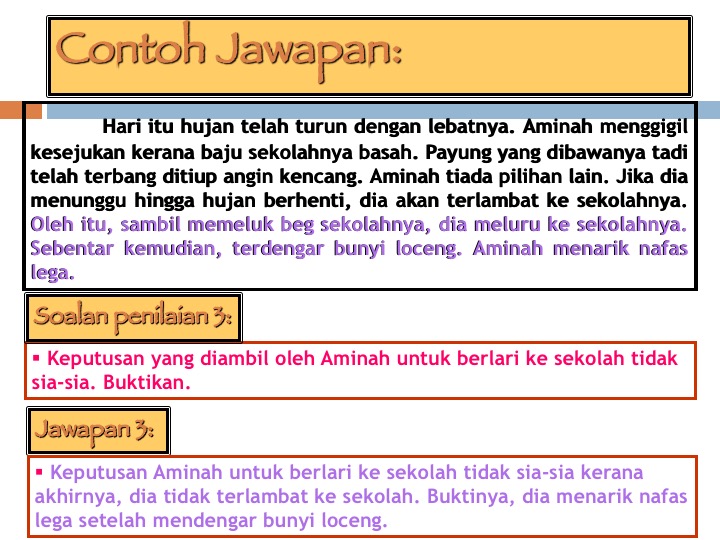 Contoh Jawapan:
Hari itu hujan telah turun dengan lebatnya. Aminah menggigil
kesejukan kerana baju sekolahnya basah. Payung yang dibawanya tadi
telah terbang ditiup angin kencang. Aminah tiada pilihan lain. Jika dia
menunggu hingga hujan berhenti, dia akan terlambat ke sekolahnya.
Oleh itu, sambil memeluk beg sekolahnya, dia meluru ke sekolahnya.
Sebentar kemudian, terdengar bunyi loceng. Aminah menarik nafas
lega.
Soalan penilaian 3:
▪ Keputusan yang diambil oleh Aminah untuk berlari ke sekolah tidak
sia-sia. Buktikan.
Jawapan 3:
▪ Keputusan Aminah untuk berlari ke sekolah tidak sia-sia kerana
akhirnya, dia tidak terlambat ke sekolah. Buktinya, dia menarik nafas
lega setelah mendengar bunyi loceng.